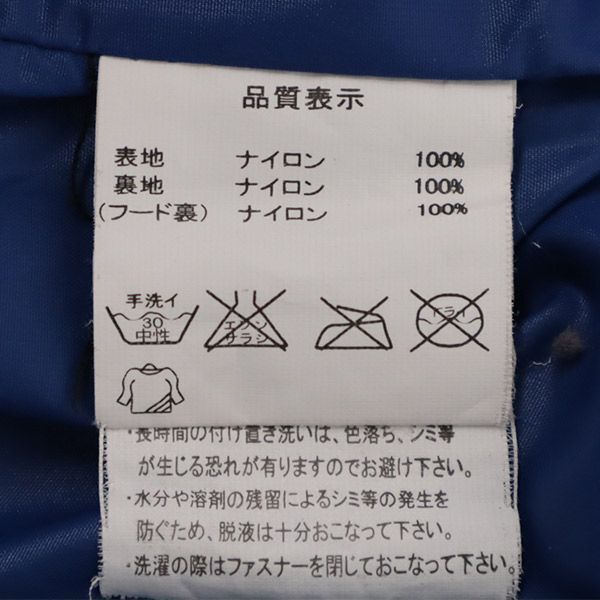 品質表示
表地 ナイロン 100%
裏地 ナイロン 100%
(フード裏) ナイロン 100%
手洗イ
30
中性
エンソ
サラシ
ドライ
・長時間の付け置き洗いは、色落ち、シミ等
が生じる恐れが有りますのでお避け下さい。
・水分や溶剤の残留によるシミ等の発生を
防ぐため、脱液は十分おこなって下さい。
・洗濯の際はファスナーを閉じておこなって下さい。